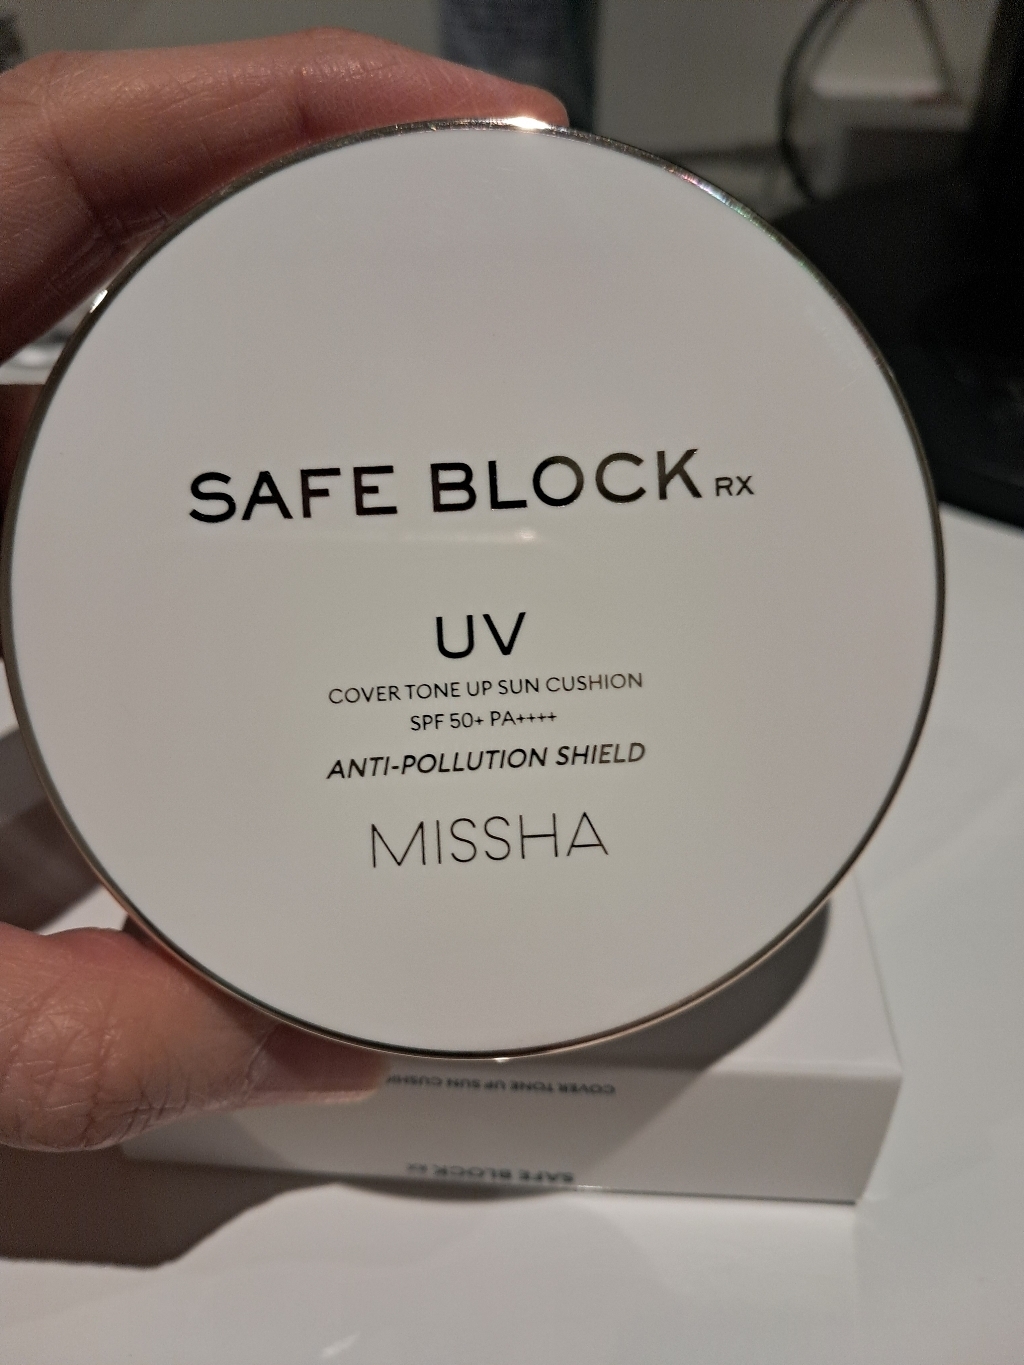 SAFE BLOCK RX
UV
COVER TONE UP SUN CUSHION
SPF 50+ PA++++
ANTI-POLLUTION SHIELD
MISSHA
COVER TONE UP SUN
SAFE BLOCK